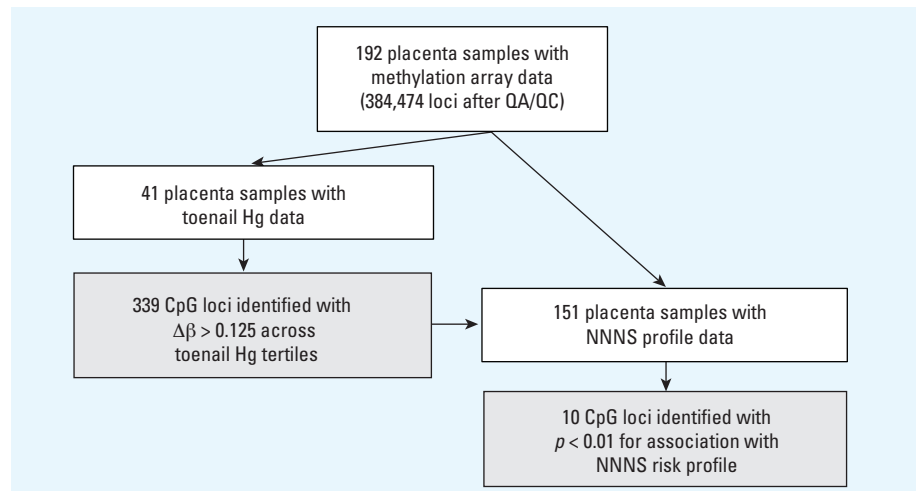 192 placenta samples with
methylation array data
(384,474 loci after QA/QC)
41 placenta samples with
toenail Hg data
339 CpG loci identified with
Δβ > 0.125 across
toenail Hg tertiles
151 placenta samples with
NNNS profile data
10 CpG loci identified with
p < 0.01 for association with
NNNS risk profile